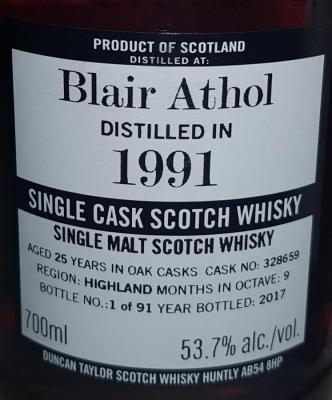 PRODUCT OF SCOTLAND
DISTILLED AT:
Blair Athol
DISTILLED IN
1991
SINGLE CASK SCOTCH WHISKY
SINGLE MALT SCOTCH WHISKY
AGED 25 YEARS IN OAK CASKS CASK NO: 328659
REGION: HIGHLAND MONTHS IN OCTAVE: 9
BOTTLE NO.:1 of 91 YEAR BOTTLED: 2017
700ml 53.7% alc./vol.
DUNCAN TAYLOR SCOTCH WHISKY HUNTLY AB54 8HP